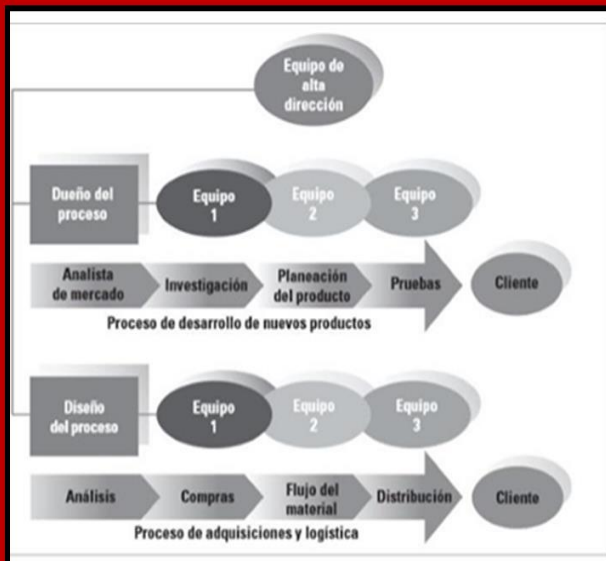 Equipo de
alta
dirección
Dueño del
proceso
Equipo
1
Equipo
2
Equipo
3
Analista
de mercado
Investigación
Planeación
del producto
Pruebas
Cliente
Proceso de desarrollo de nuevos productos
Diseño
del proceso
Equipo
1
Equipo
2
Equipo
3
Análisis
Compras
Flujo del
material
Distribución
Cliente
Proceso de adquisiciones y logística